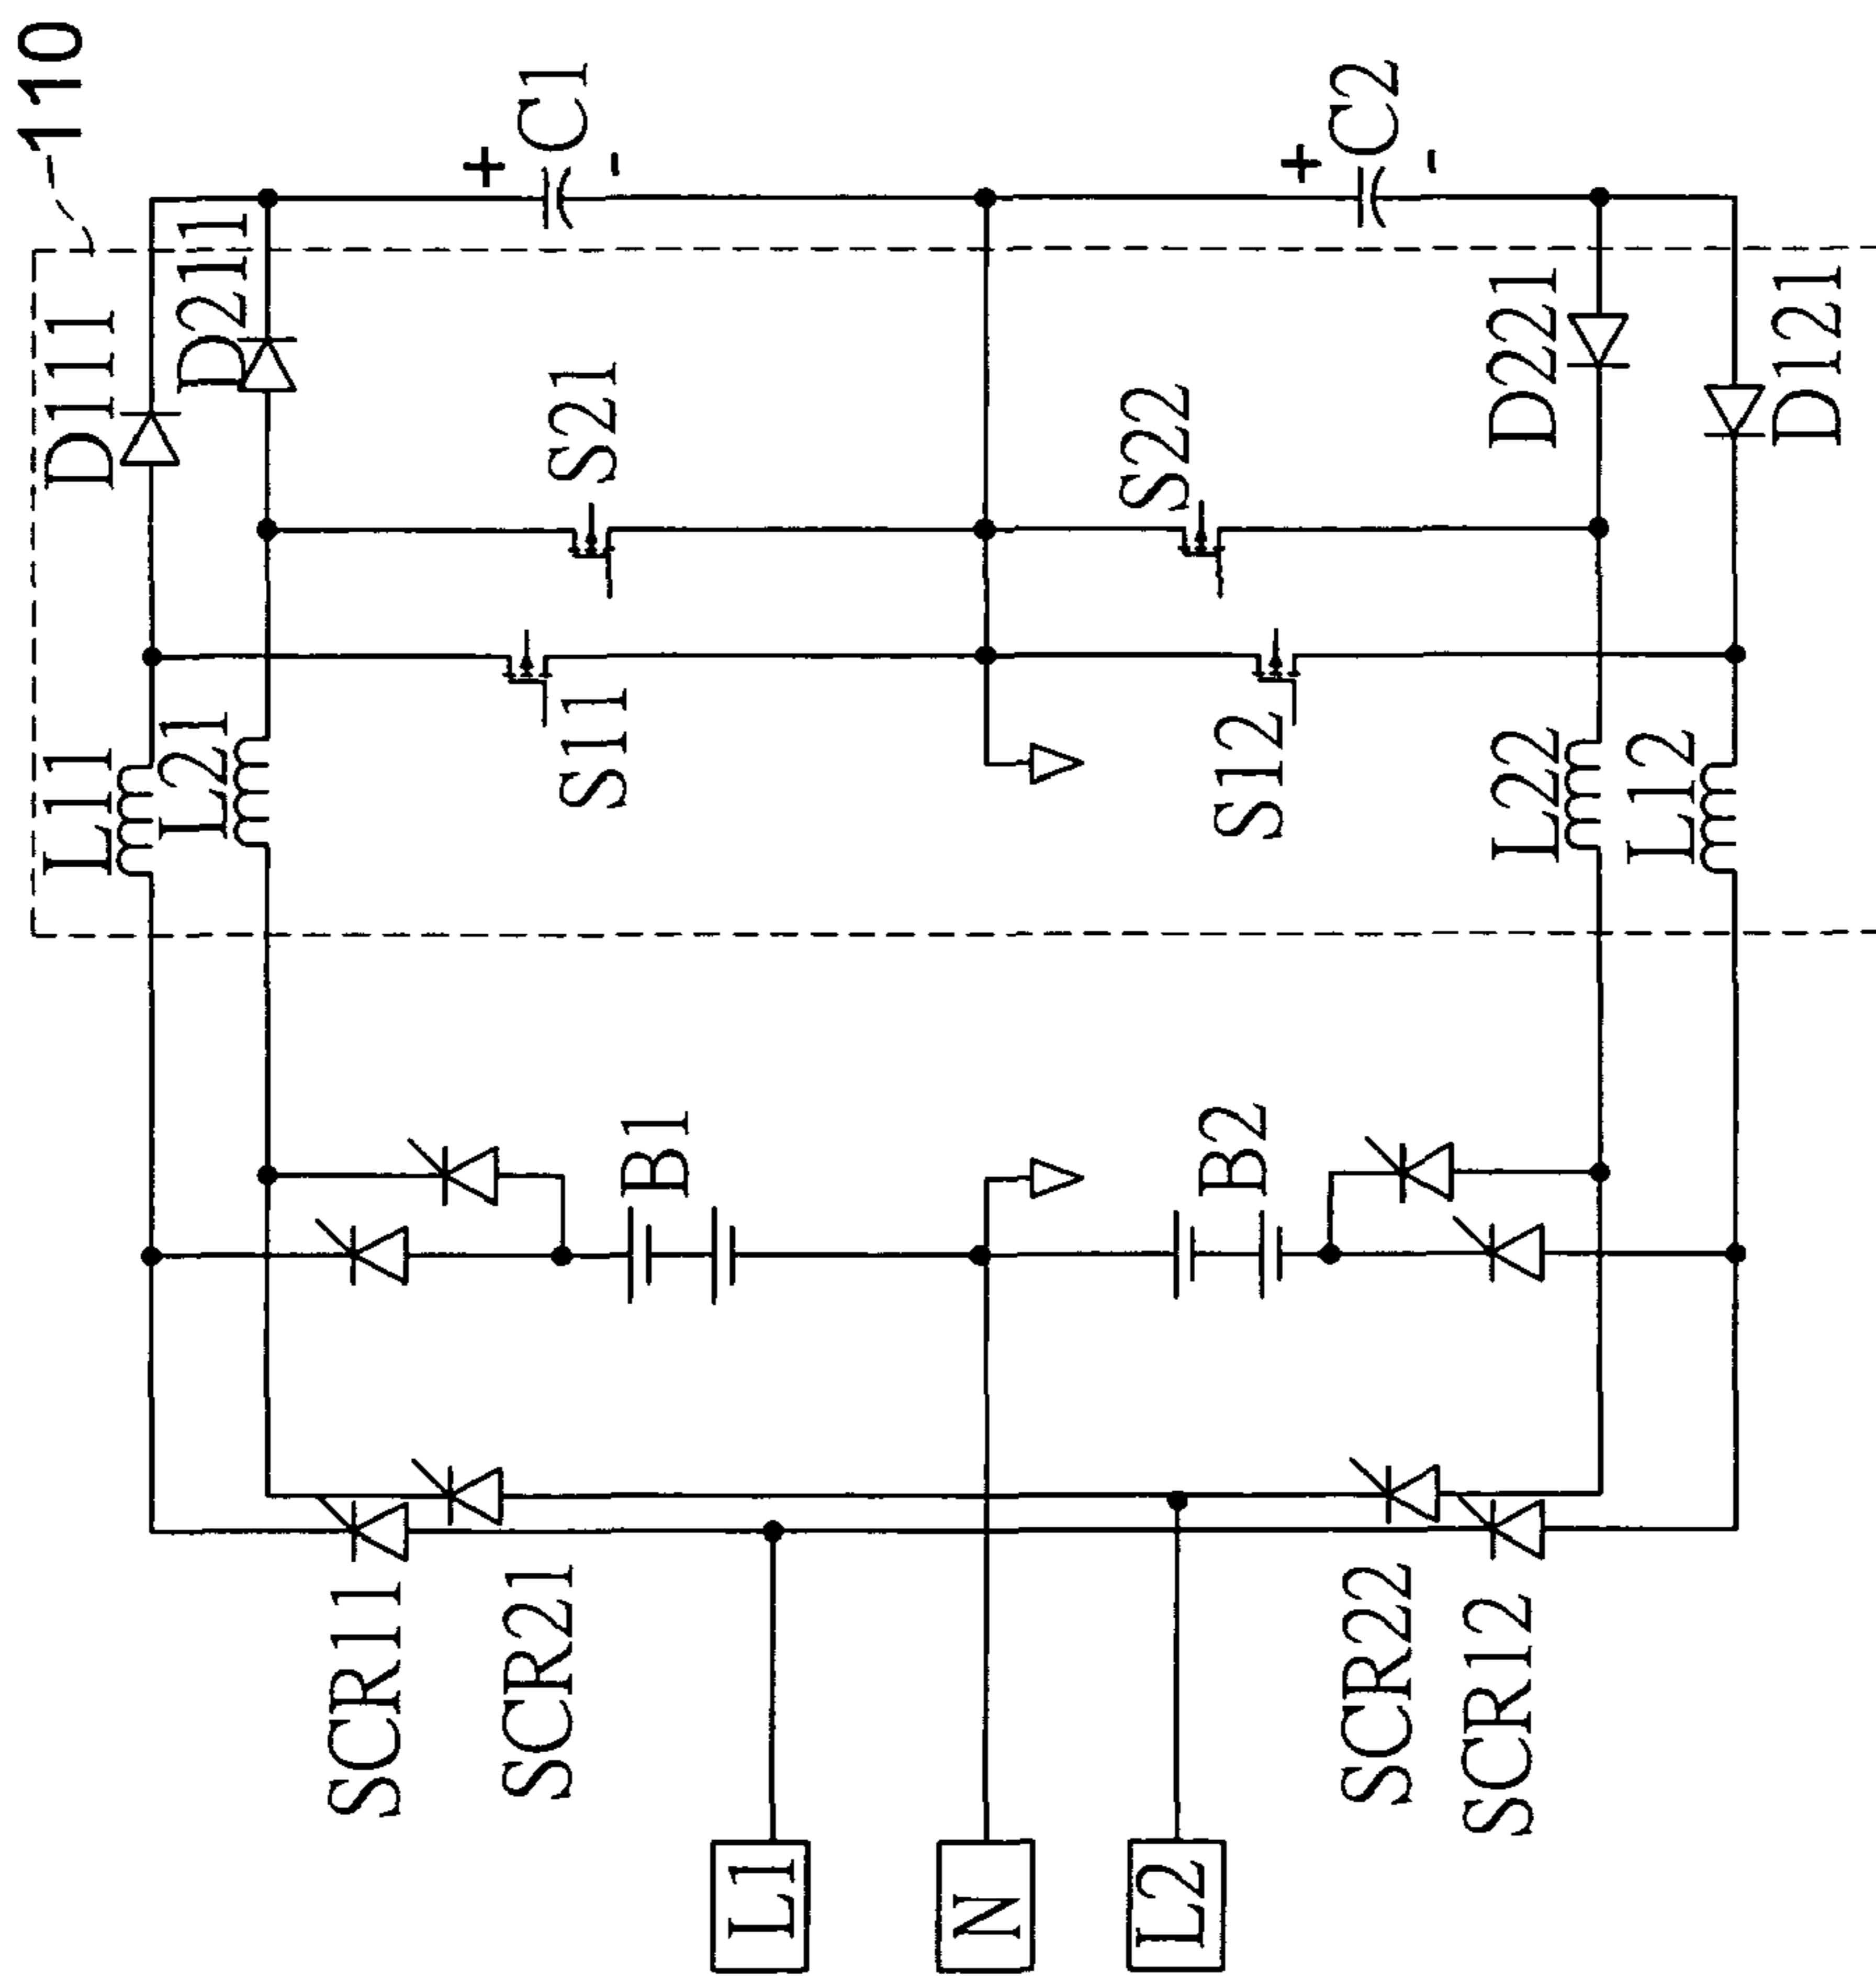 110
L11
D111
L21
D211
SCR11
SCR21
B1
S11
S21
+
C1
-
L1
N
L2
B2
S12
S22
+
C2
-
SCR22
SCR12
L22
D221
L12
D121